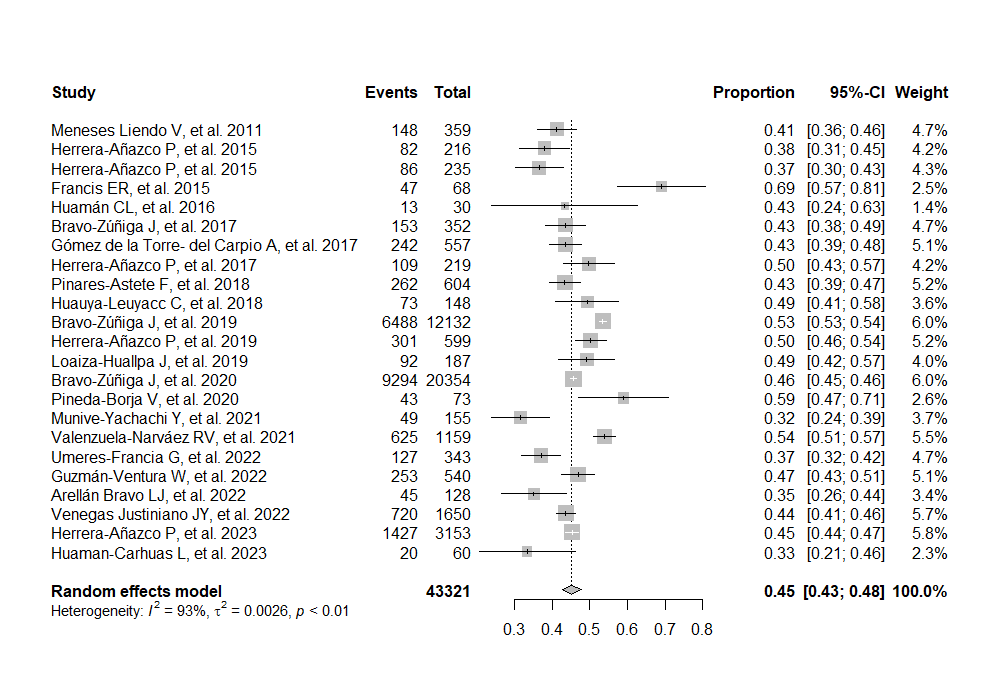 Study Events Total Proportion 95%-CI Weight
Meneses Liendo V, et al. 2011 148 359 0.41 [0.36; 0.46] 4.7%
Herrera-Añazco P, et al. 2015 82 216 0.38 [0.31; 0.45] 4.2%
Herrera-Añazco P, et al. 2015 86 235 0.37 [0.30; 0.43] 4.3%
Francis ER, et al. 2015 47 68 0.69 [0.57; 0.81] 2.5%
Huamán CL, et al. 2016 13 30 0.43 [0.24; 0.63] 1.4%
Bravo-Zúñiga J, et al. 2017 153 352 0.43 [0.38; 0.49] 4.7%
Gómez de la Torre- del Carpio A, et al. 2017 242 557 0.43 [0.39; 0.48] 5.1%
Herrera-Añazco P, et al. 2017 109 219 0.50 [0.43; 0.57] 4.2%
Pinares-Astete F, et al. 2018 262 604 0.43 [0.39; 0.47] 5.2%
Huauya-Leuyacc C, et al. 2018 73 148 0.49 [0.41; 0.58] 3.6%
Bravo-Zúñiga J, et al. 2019 6488 12132 0.53 [0.53; 0.54] 6.0%
Herrera-Añazco P, et al. 2019 301 599 0.50 [0.46; 0.54] 5.2%
Loaiza-Huallpa J, et al. 2019 92 187 0.49 [0.42; 0.57] 4.0%
Bravo-Zúñiga J, et al. 2020 9294 20354 0.46 [0.45; 0.46] 6.0%
Pineda-Borja V, et al. 2020 43 73 0.59 [0.47; 0.71] 2.6%
Munive-Yachachi Y, et al. 2021 49 155 0.32 [0.24; 0.39] 3.7%
Valenzuela-Narváez RV, et al. 2021 625 1159 0.54 [0.51; 0.57] 5.5%
Umeres-Francia G, et al. 2022 127 343 0.37 [0.32; 0.42] 4.7%
Guzmán-Ventura W, et al. 2022 253 540 0.47 [0.43; 0.51] 5.1%
Arellán Bravo LJ, et al. 2022 45 128 0.35 [0.26; 0.44] 3.4%
Venegas Justiniano JY, et al. 2022 720 1650 0.44 [0.41; 0.46] 5.7%
Herrera-Añazco P, et al. 2023 1427 3153 0.45 [0.44; 0.47] 5.8%
Huaman-Carhuas L, et al. 2023 20 60 0.33 [0.21; 0.46] 2.3%
Random effects model 43321 0.45 [0.43; 0.48] 100.0%
Heterogeneity: I² = 93%, τ² = 0.0026, p < 0.01
0.3 0.4 0.5 0.6 0.7 0.8